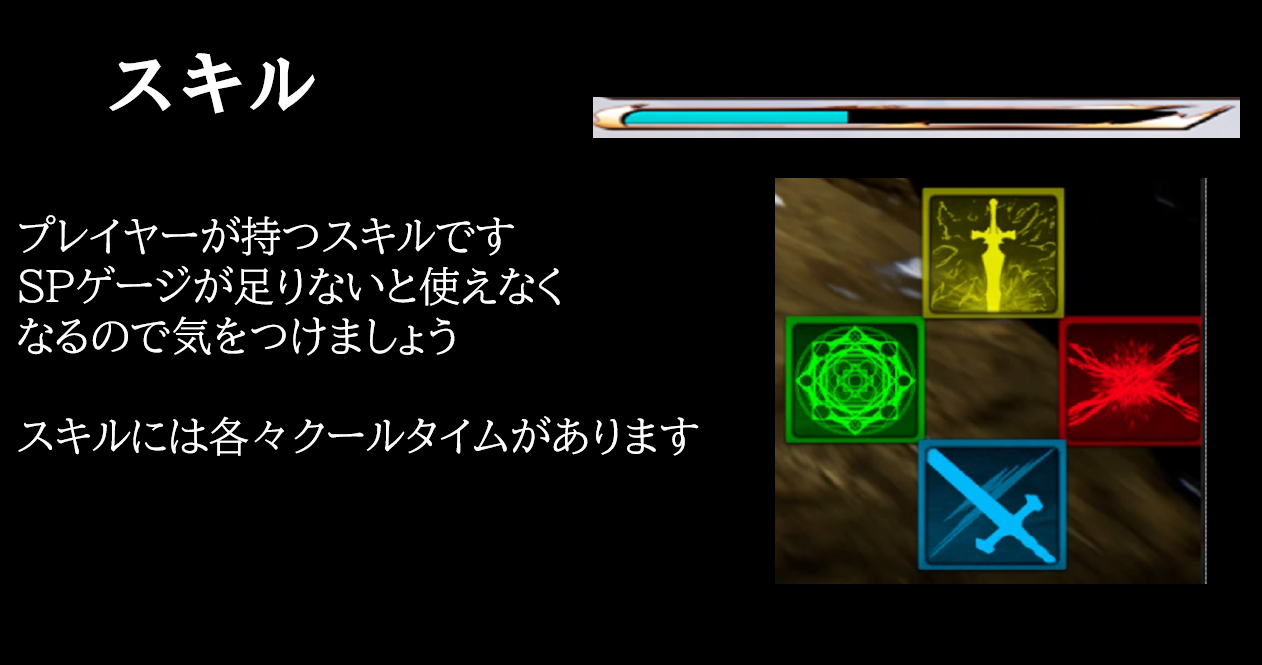 スキル
プレイヤーが持つスキルです
SPゲージが足りないと使えなく
なるので気をつけましょう
スキルには各々クールタイムがあります